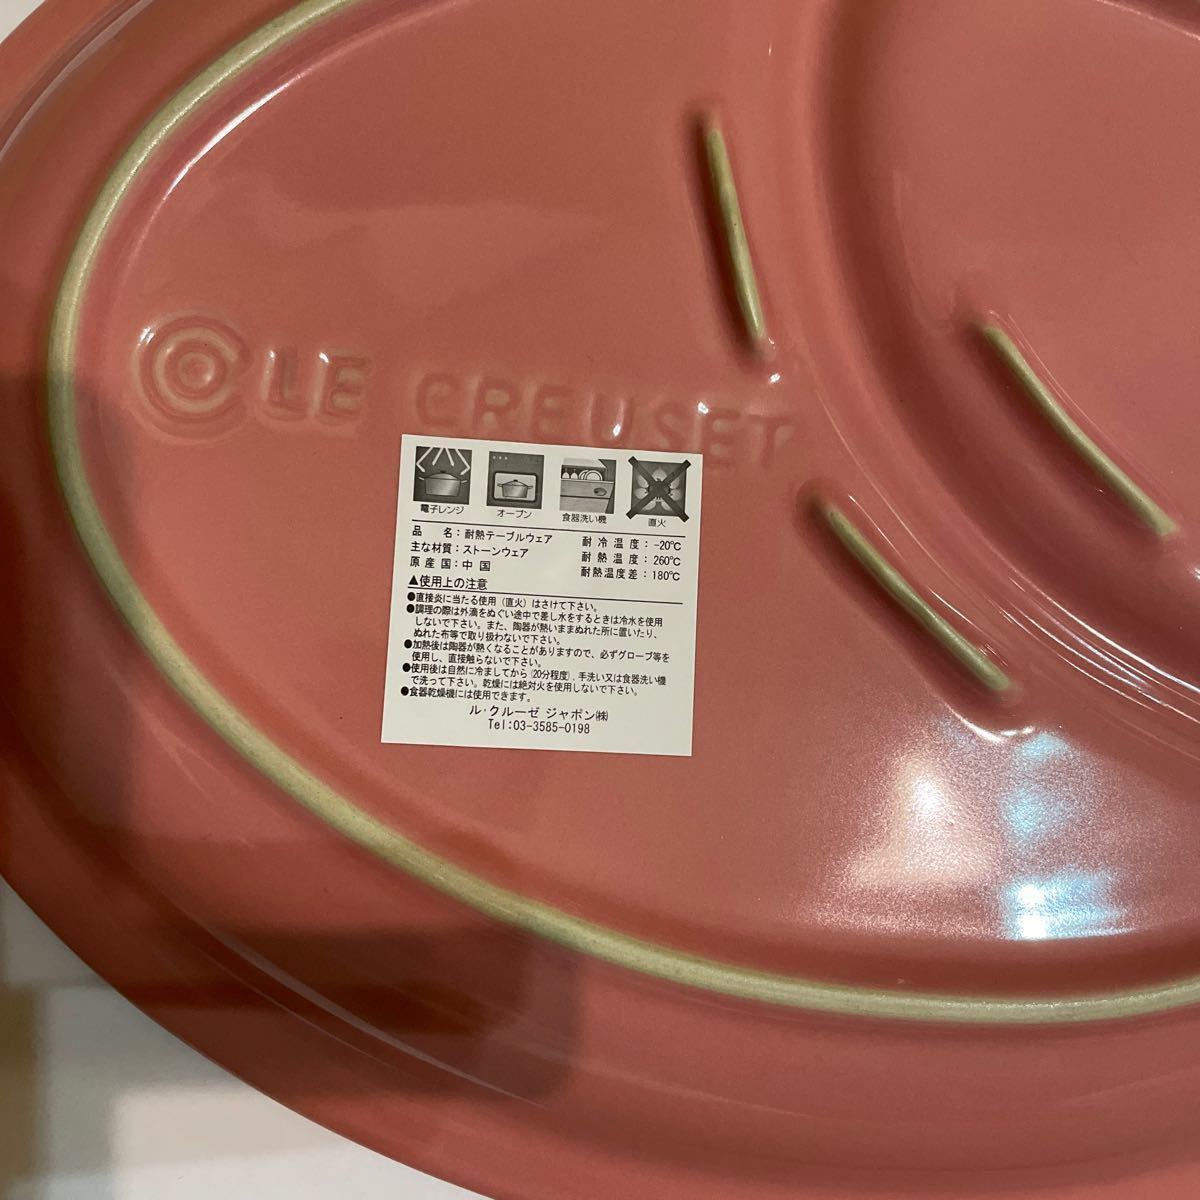 LE CREUSET
電子レンジ オーブン 食器洗い機 直火
品 名：耐熱テーブルウェア 耐 冷 温 度：-20℃
主な材質：ストーンウェア 耐 熱 温 度：260℃
原 産 国：中 国 耐熱温度差：180℃
▲使用上の注意
●直接炎に当たる使用（直火）はさけて下さい。
●調理の際は外滴をぬぐい途中で差し水をするときは冷水を使用
しないで下さい。また、陶器が熱いままぬれた所に置いたり、
ぬれた布等で取り扱わないで下さい。
●加熱後は陶器が熱くなることがありますので、必ずグローブ等を
使用し、直接触らないで下さい。
●使用後は自然に冷ましてから（20分程度）,手洗い又は食器洗い機
で洗って下さい。乾燥には絶対火を使用しないで下さい。
●食器乾燥機には使用できます。
ル・クルーゼ ジャポン㈱
Tel:03-3585-0198